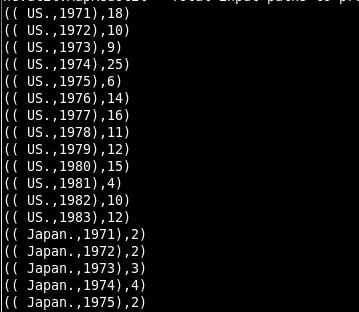 (( US.,1971),18)
(( US.,1972),10)
(( US.,1973),9)
(( US.,1974),25)
(( US.,1975),6)
(( US.,1976),14)
(( US.,1977),16)
(( US.,1978),11)
(( US.,1979),12)
(( US.,1980),15)
(( US.,1981),4)
(( US.,1982),10)
(( US.,1983),12)
(( Japan.,1971),2)
(( Japan.,1972),2)
(( Japan.,1973),3)
(( Japan.,1974),4)
(( Japan.,1975),2)